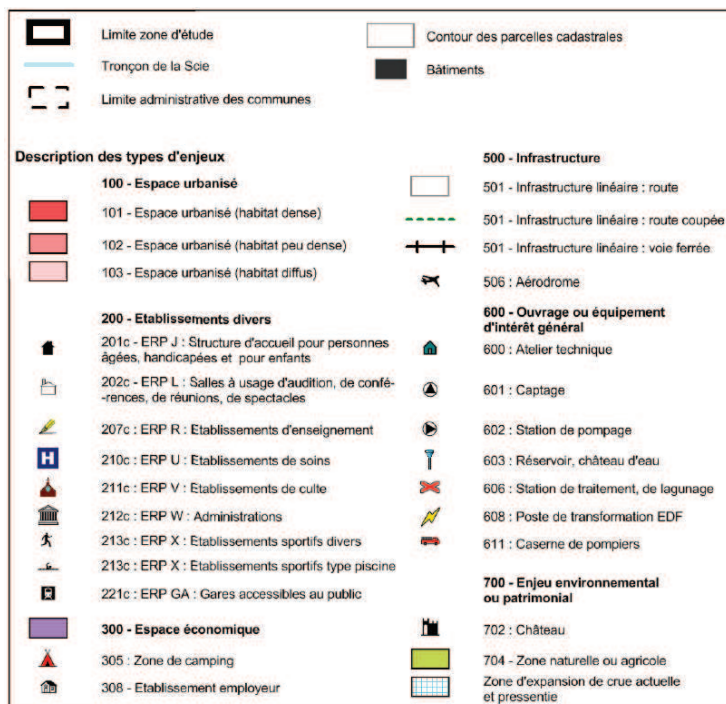 Limite zone d'étude
Tronçon de la Scie
Limite administrative des communes
Contour des parcelles cadastrales
Bâtiments
Description des types d'enjeux
100 - Espace urbanisé
101 - Espace urbanisé (habitat dense)
102 - Espace urbanisé (habitat peu dense)
103 - Espace urbanisé (habitat diffus)
200 - Etablissements divers
201c - ERP J : Structure d'accueil pour personnes
âgées, handicapées et pour enfants
202c - ERP L : Salles à usage d'audition, de confé-
-rences, de réunions, de spectacles
207c : ERP R : Etablissements d'enseignement
H
210c : ERP U : Etablissements de soins
211c : ERP V : Etablissements de culte
212c : ERP W : Administrations
213c : ERP X : Etablissements sportifs divers
213c : ERP X : Etablissements sportifs type piscine
221c : ERP GA : Gares accessibles au public
300 - Espace économique
305 : Zone de camping
308 - Etablissement employeur
500 - Infrastructure
501 - Infrastructure linéaire : route
501 - Infrastructure linéaire : route coupée
501 - Infrastructure linéaire : voie ferrée
506 : Aérodrome
600 - Ouvrage ou équipement
d'intérêt général
600 : Atelier technique
601 : Captage
602 : Station de pompage
603 : Réservoir, château d'eau
606 : Station de traitement, de lagunage
608 : Poste de transformation EDF
611 : Caserne de pompiers
700 - Enjeu environnemental
ou patrimonial
702 : Château
704 - Zone naturelle ou agricole
Zone d'expansion de crue actuelle
et pressentie